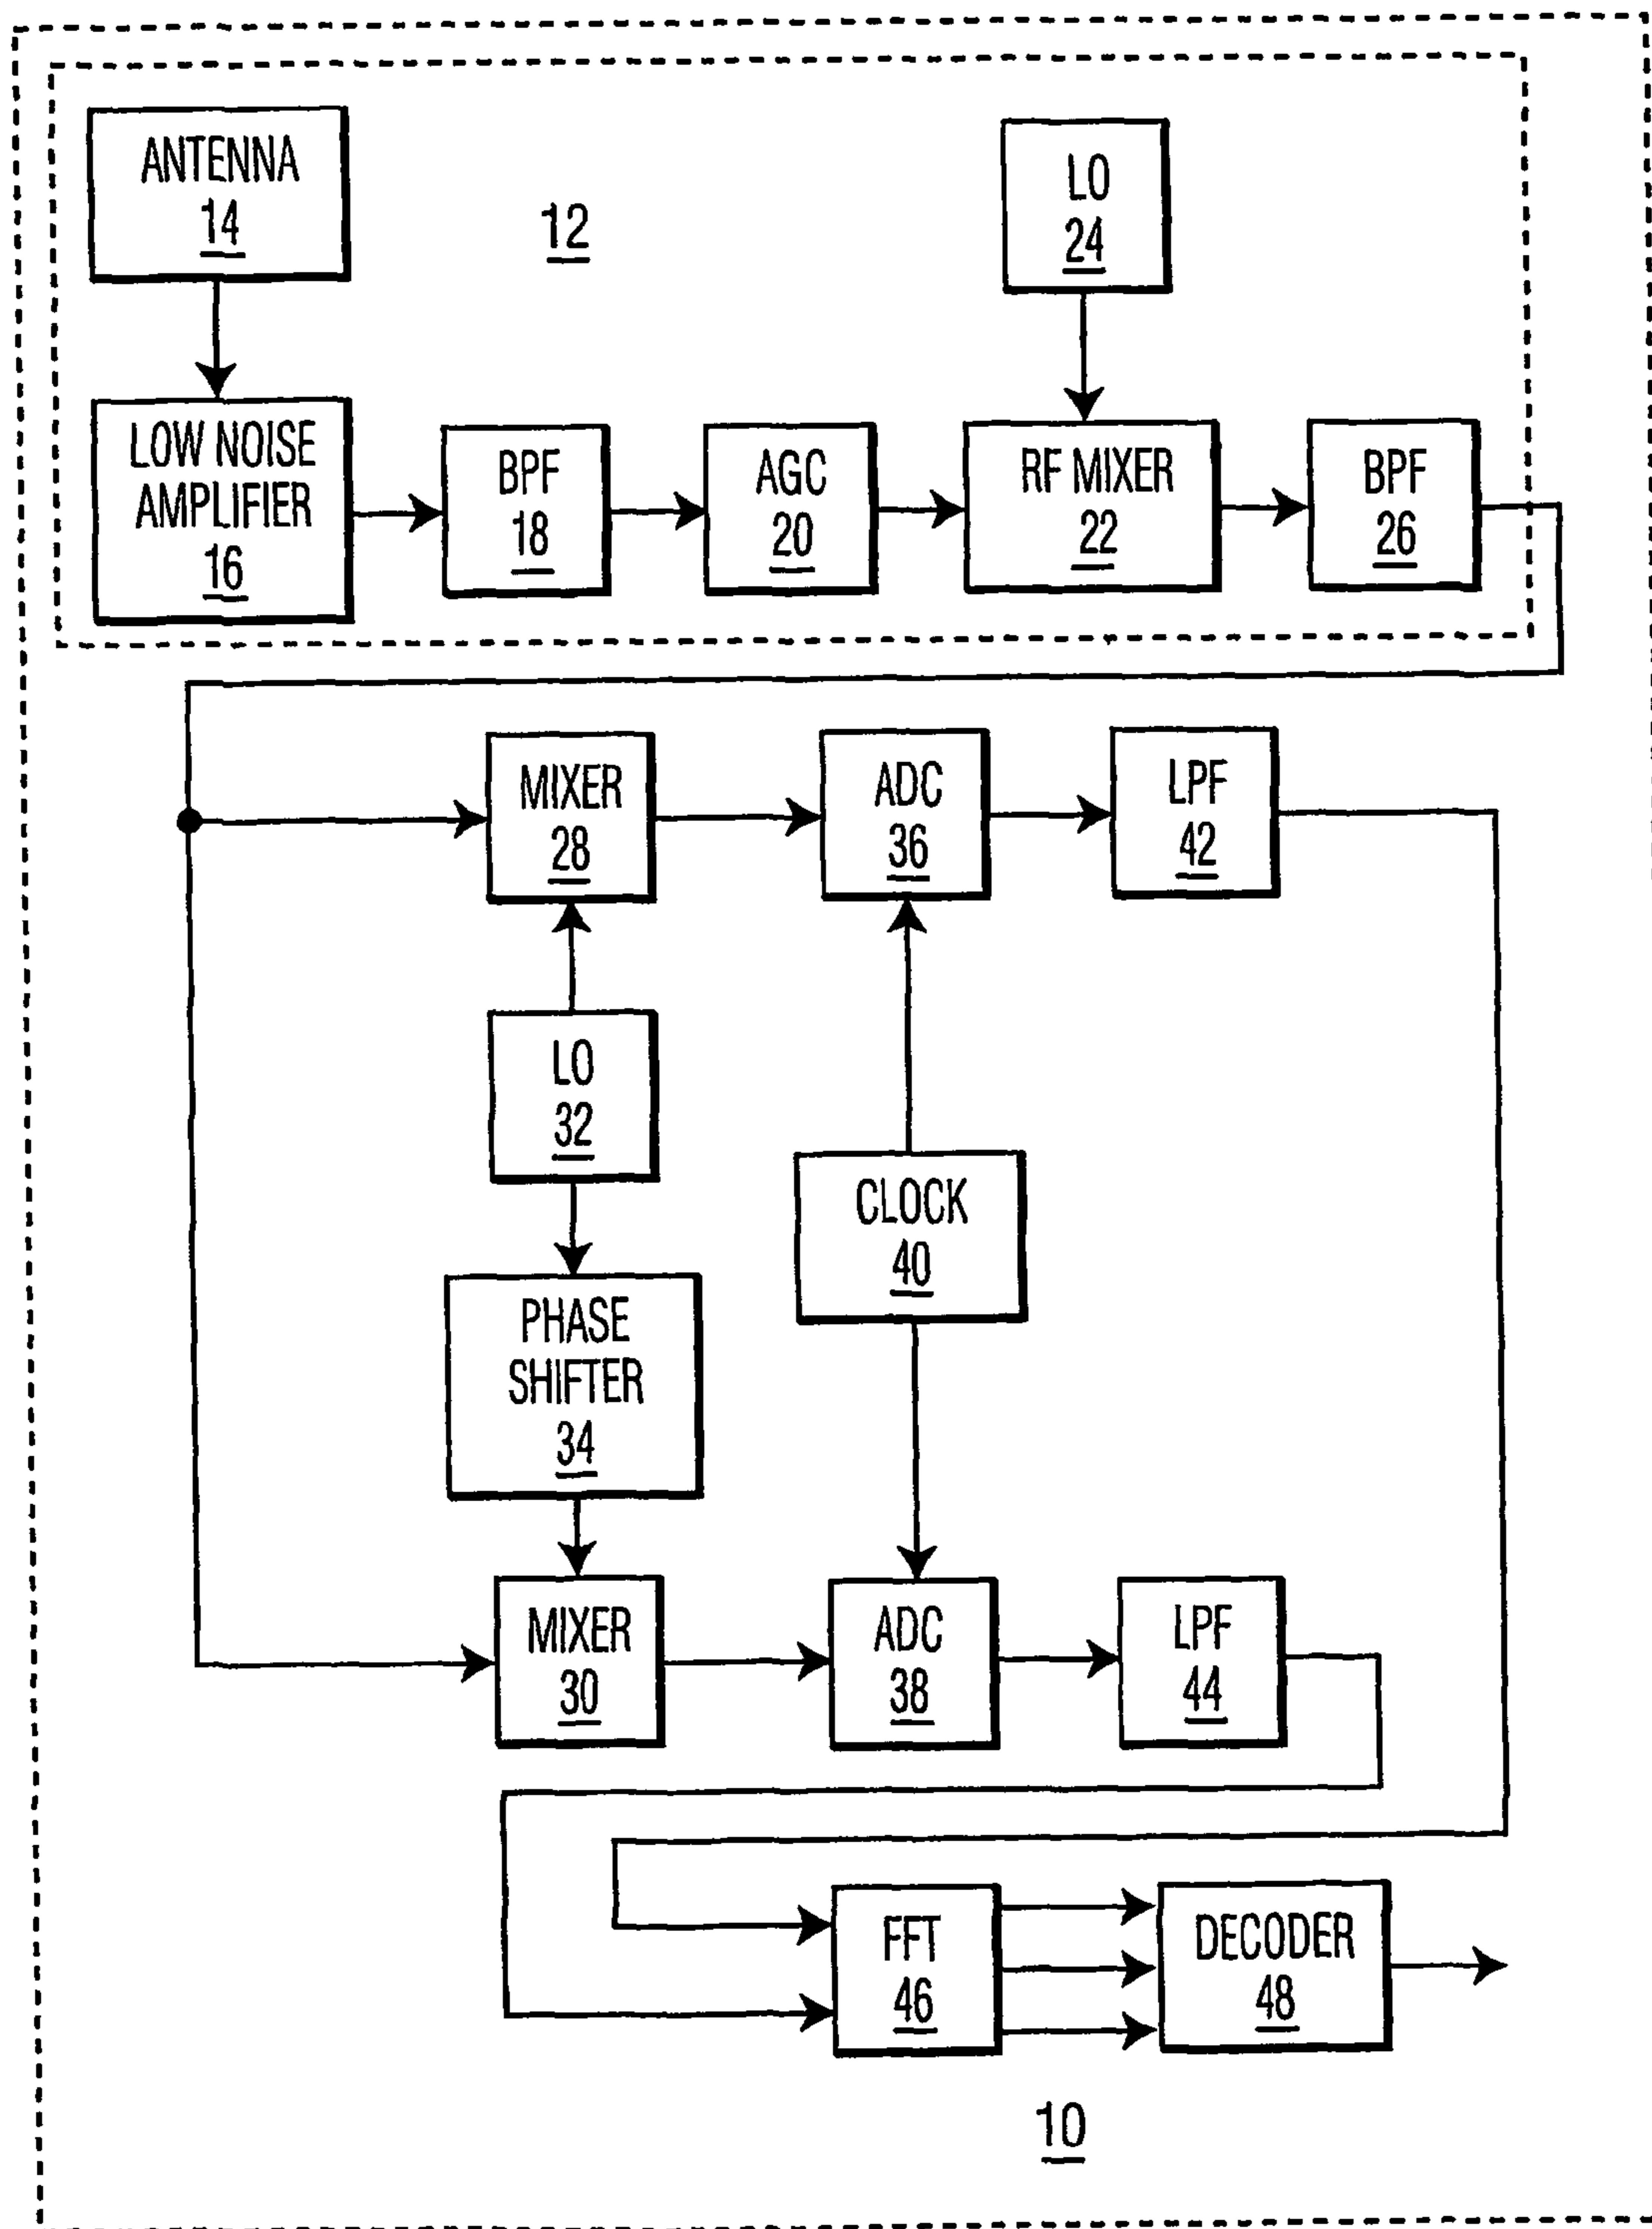 ANTENNA
14
12
LO
24
LOW NOISE
AMPLIFIER
16
BPF
18
AGC
20
RF MIXER
22
BPF
26
MIXER
28
ADC
36
LPF
42
LO
32
CLOCK
40
PHASE
SHIFTER
34
MIXER
30
ADC
38
LPF
44
FFT
46
DECODER
48
10